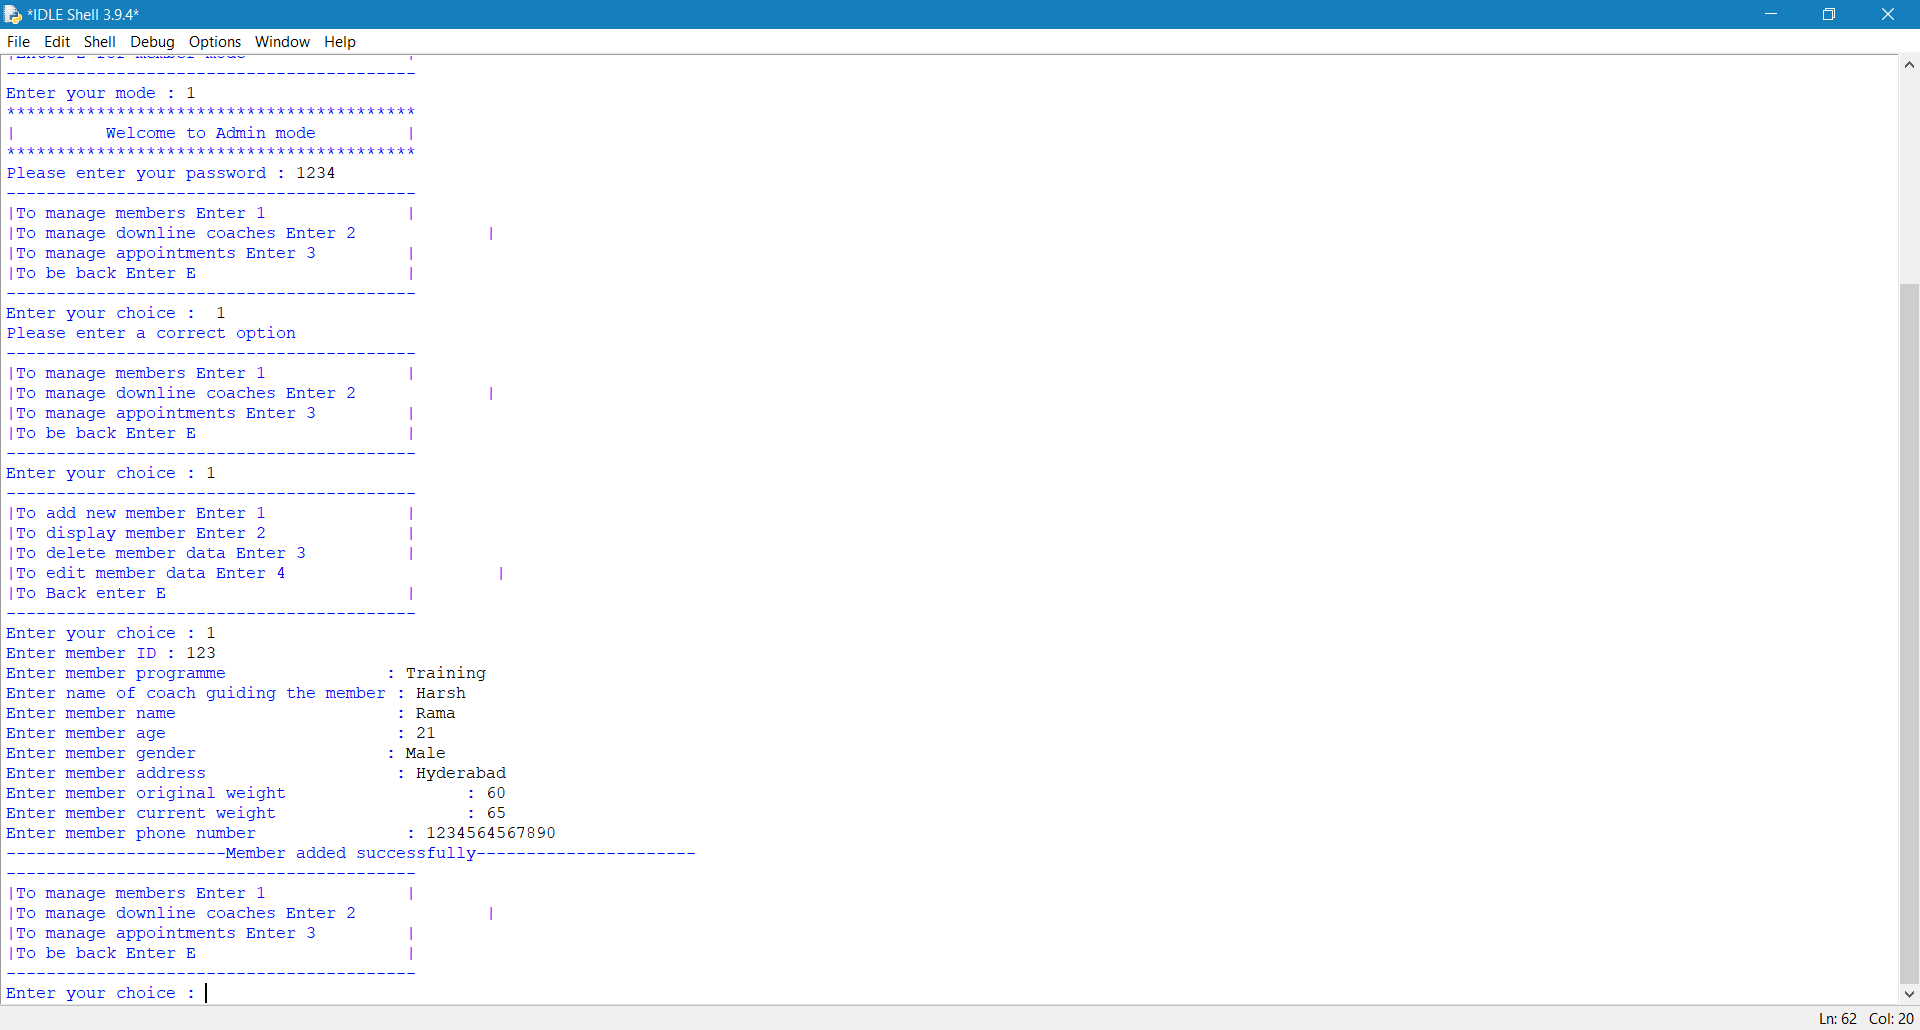 *IDLE Shell 3.9.4*
File Edit Shell Debug Options Window Help
|Enter E for member mode                |
-----------------------------------------
Enter your mode : 1
*****************************************
|         Welcome to Admin mode         |
*****************************************
Please enter your password : 1234
-----------------------------------------
|To manage members Enter 1              |
|To manage downline coaches Enter 2             |
|To manage appointments Enter 3         |
|To be back Enter E                     |
-----------------------------------------
Enter your choice :  1
Please enter a correct option
-----------------------------------------
|To manage members Enter 1              |
|To manage downline coaches Enter 2             |
|To manage appointments Enter 3         |
|To be back Enter E                     |
-----------------------------------------
Enter your choice : 1
-----------------------------------------
|To add new member Enter 1              |
|To display member Enter 2              |
|To delete member data Enter 3          |
|To edit member data Enter 4                     |
|To Back enter E                        |
-----------------------------------------
Enter your choice : 1
Enter member ID : 123
Enter member programme                : Training
Enter name of coach guiding the member : Harsh
Enter member name                      : Rama
Enter member age                       : 21
Enter member gender                   : Male
Enter member address                   : Hyderabad
Enter member original weight                  : 60
Enter member current weight                   : 65
Enter member phone number               : 1234564567890
----------------------Member added successfully----------------------
-----------------------------------------
|To manage members Enter 1              |
|To manage downline coaches Enter 2             |
|To manage appointments Enter 3         |
|To be back Enter E                     |
-----------------------------------------
Enter your choice :
Ln: 62 Col: 20